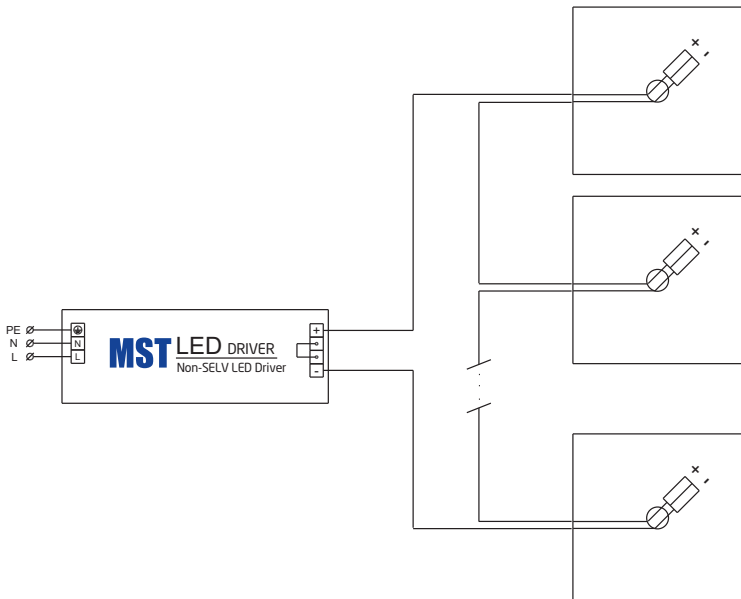 +
-
+
-
PE
N
L
N
L
MST LED DRIVER
Non-SELV LED Driver
+
-
+
-